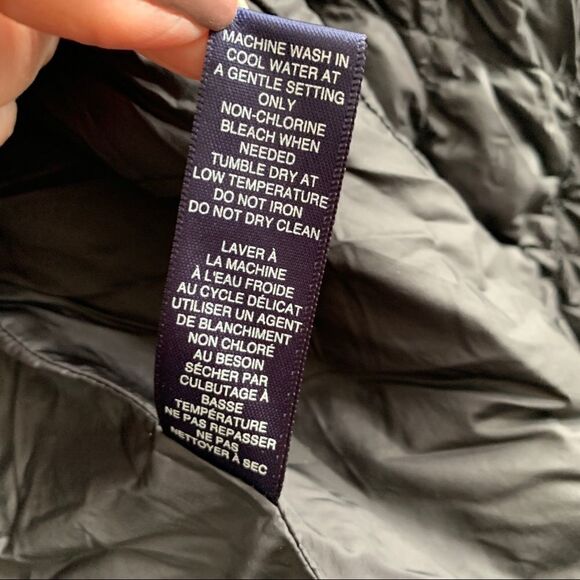 MACHINE WASH IN
COOL WATER AT
A GENTLE SETTING
ONLY
NON-CHLORINE
BLEACH WHEN
NEEDED
TUMBLE DRY AT
LOW TEMPERATURE
DO NOT IRON
DO NOT DRY CLEAN
LAVER À
LA MACHINE
À L'EAU FROIDE
AU CYCLE DÉLICAT
UTILISER UN AGENT
DE BLANCHIMENT
NON CHLORÉ
AU BESOIN
SÉCHER PAR
CULBUTAGE À
BASSE
TEMPÉRATURE
NE PAS REPASSER
NE PAS
NETTOYER À SEC